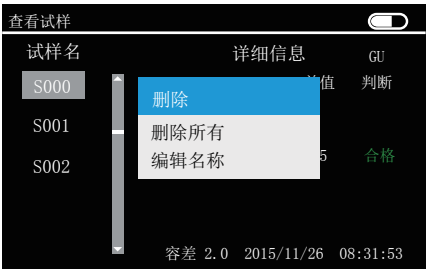 查看试样
试样名 详细信息 GU
值 判断
S000
删除
S001
删除所有
编辑名称
5 合格
S002
容差 2.0 2015/11/26 08:31:53